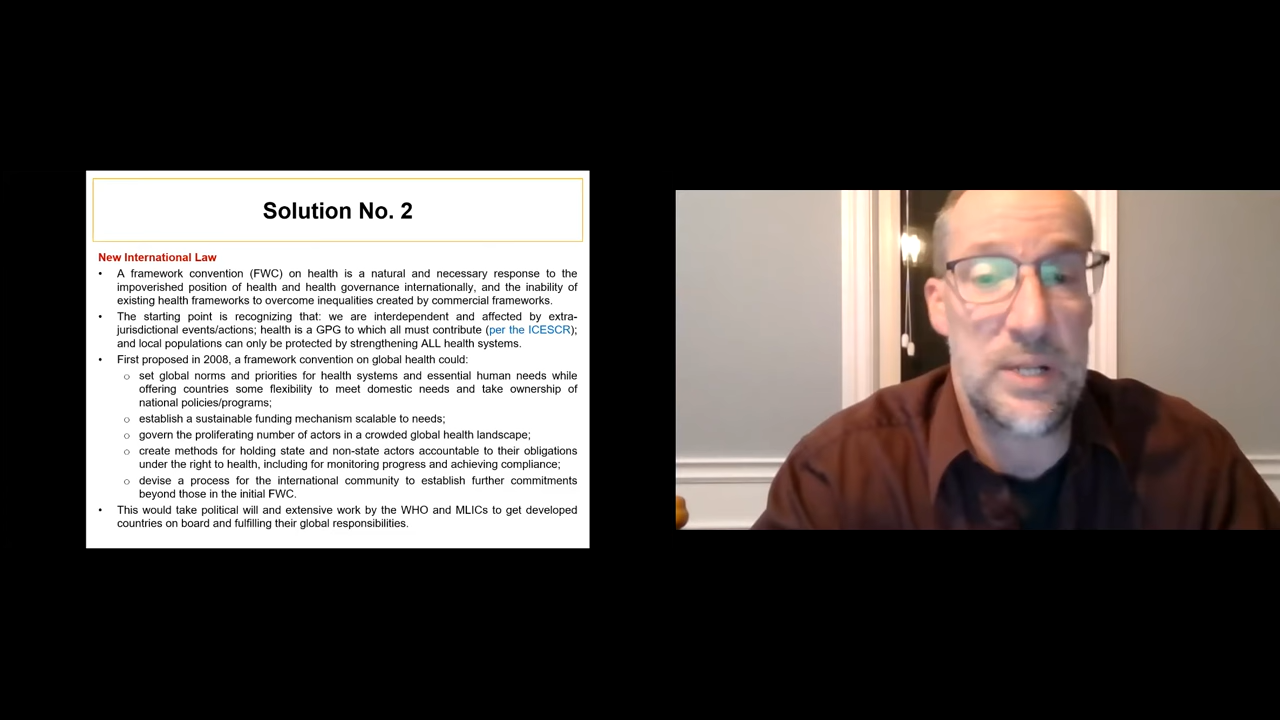 Solution No. 2
New International Law
• A framework convention (FWC) on health is a natural and necessary response to the
impoverished position of health and health governance internationally, and the inability of
existing health frameworks to overcome inequalities created by commercial frameworks.
• The starting point is recognizing that: we are interdependent and affected by extra-
jurisdictional events/actions; health is a GPG to which all must contribute (per the ICESCR);
and local populations can only be protected by strengthening ALL health systems.
• First proposed in 2008, a framework convention on global health could:
o set global norms and priorities for health systems and essential human needs while
offering countries some flexibility to meet domestic needs and take ownership of
national policies/programs;
o establish a sustainable funding mechanism scalable to needs;
o govern the proliferating number of actors in a crowded global health landscape;
o create methods for holding state and non-state actors accountable to their obligations
under the right to health, including for monitoring progress and achieving compliance;
o devise a process for the international community to establish further commitments
beyond those in the initial FWC.
• This would take political will and extensive work by the WHO and MLICs to get developed
countries on board and fulfilling their global responsibilities.